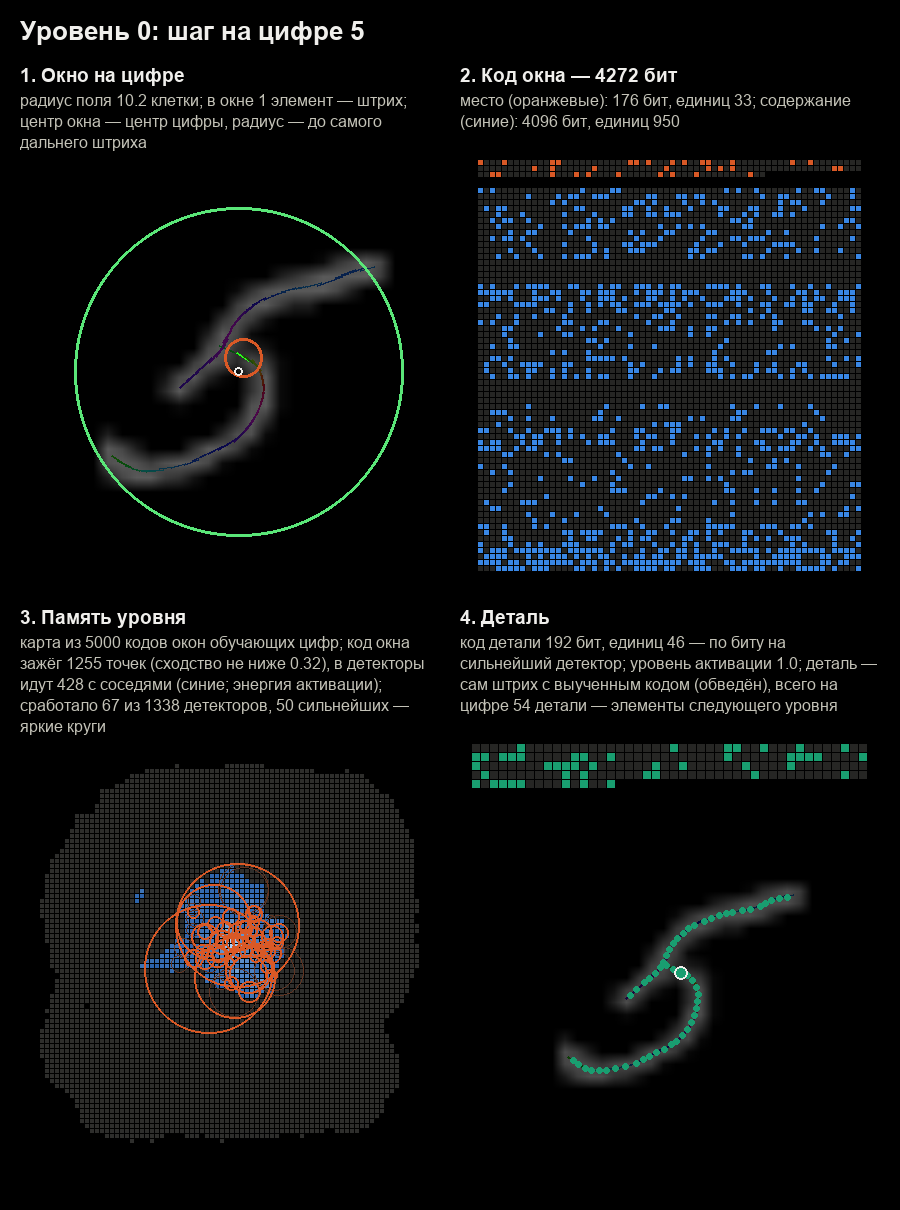 Уровень 0: шаг на цифре 5
1. Окно на цифре
радиус поля 10.2 клетки; в окне 1 элемент — штрих;
центр окна — центр цифры, радиус — до самого
дальнего штриха
2. Код окна — 4272 бит
место (оранжевые): 176 бит, единиц 33; содержание
(синие): 4096 бит, единиц 950
3. Память уровня
карта из 5000 кодов окон обучающих цифр; код окна
зажёг 1255 точек (сходство не ниже 0.32), в детекторы
идут 428 с соседями (синие; энергия активации);
сработало 67 из 1338 детекторов, 50 сильнейших —
яркие круги
4. Деталь
код детали 192 бит, единиц 46 — по биту на
сильнейший детектор; уровень активации 1.0; деталь —
сам штрих с выученным кодом (обведён), всего на
цифре 54 детали — элементы следующего уровня